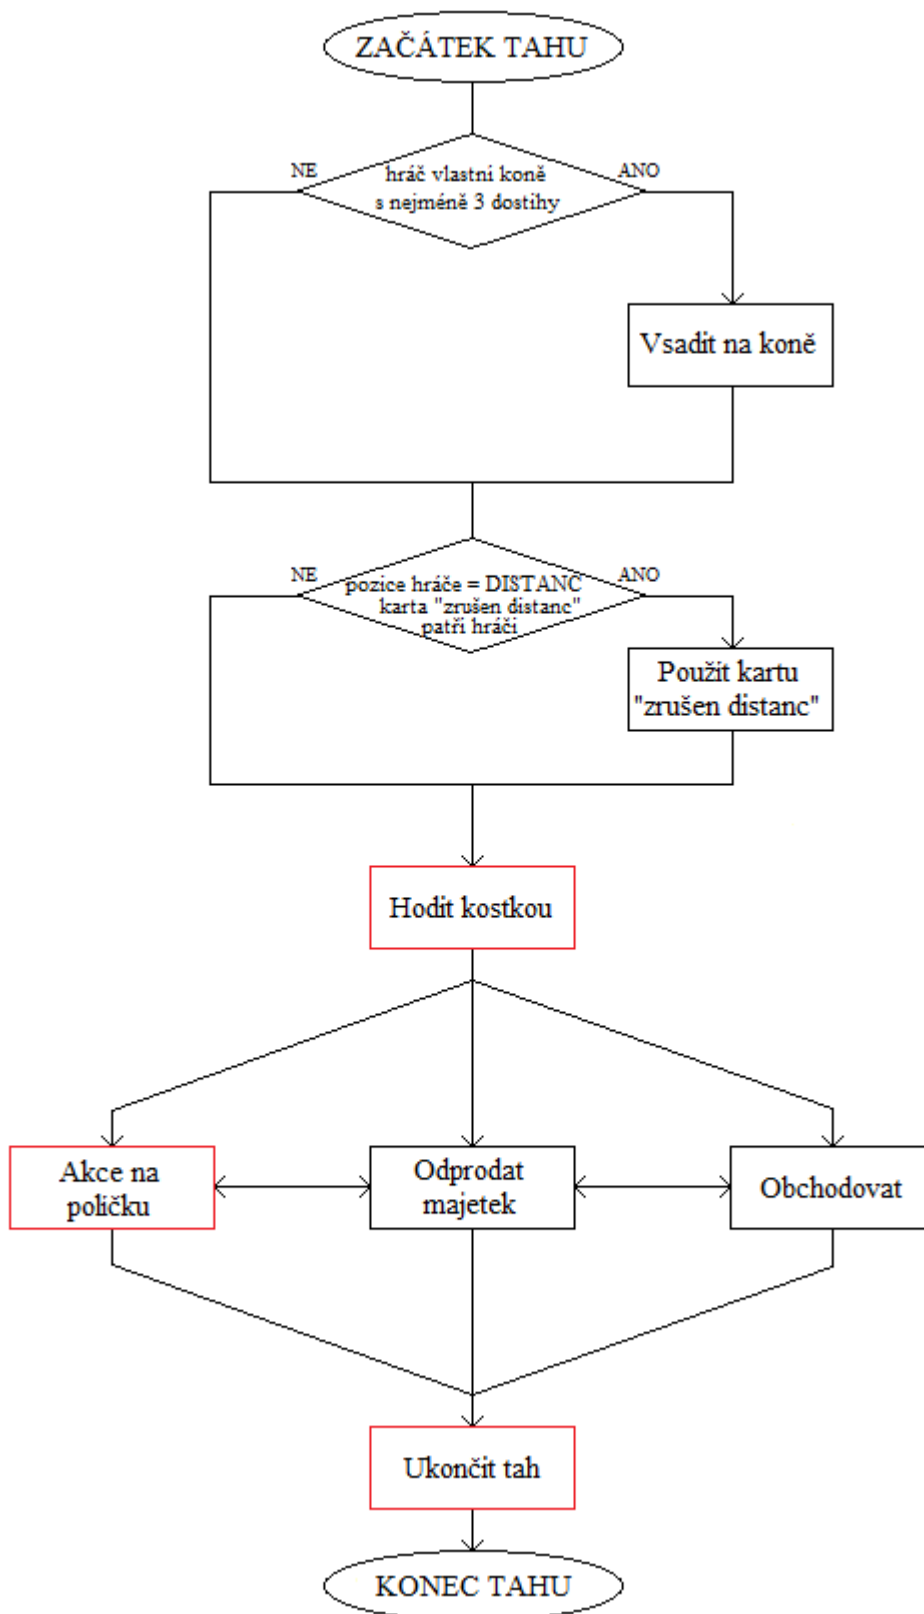 ZAČÁTEK TAHU
NE
ANO
hráč vlastní koně
s nejméně 3 dostihy
Vsadit na koně
NE
ANO
pozice hráče = DISTANC
karta "zrušen distanc"
patří hráči
Použít kartu
"zrušen distanc"
Hodit kostkou
Akce na
políčku
Odprodat
majetek
Obchodovat
Ukončit tah
KONEC TAHU